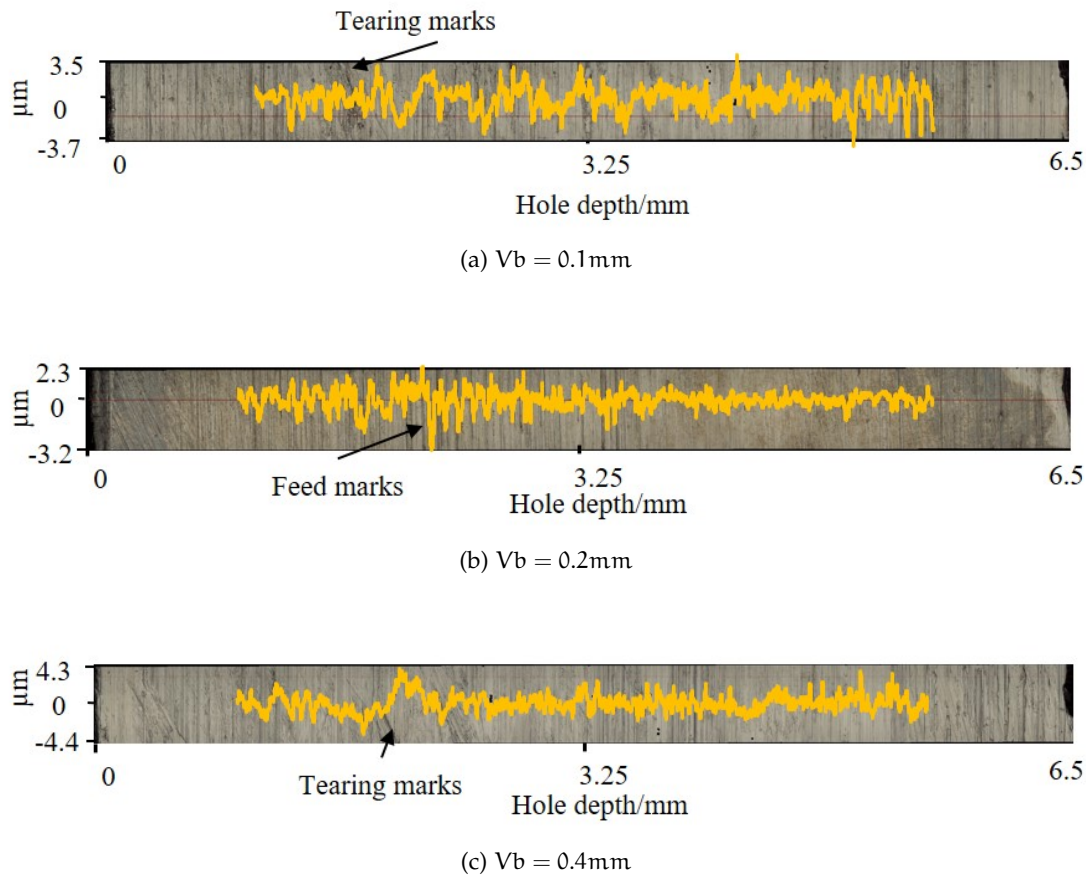 Tearing marks
3.5
μm
0
-3.7
0
3.25
6.5
Hole depth/mm
(a) Vb = 0.1mm
2.3
μm
0
-3.2
0
3.25
6.5
Feed marks
Hole depth/mm
(b) Vb = 0.2mm
4.3
μm
0
-4.4
0
3.25
6.5
Tearing marks
Hole depth/mm
(c) Vb = 0.4mm